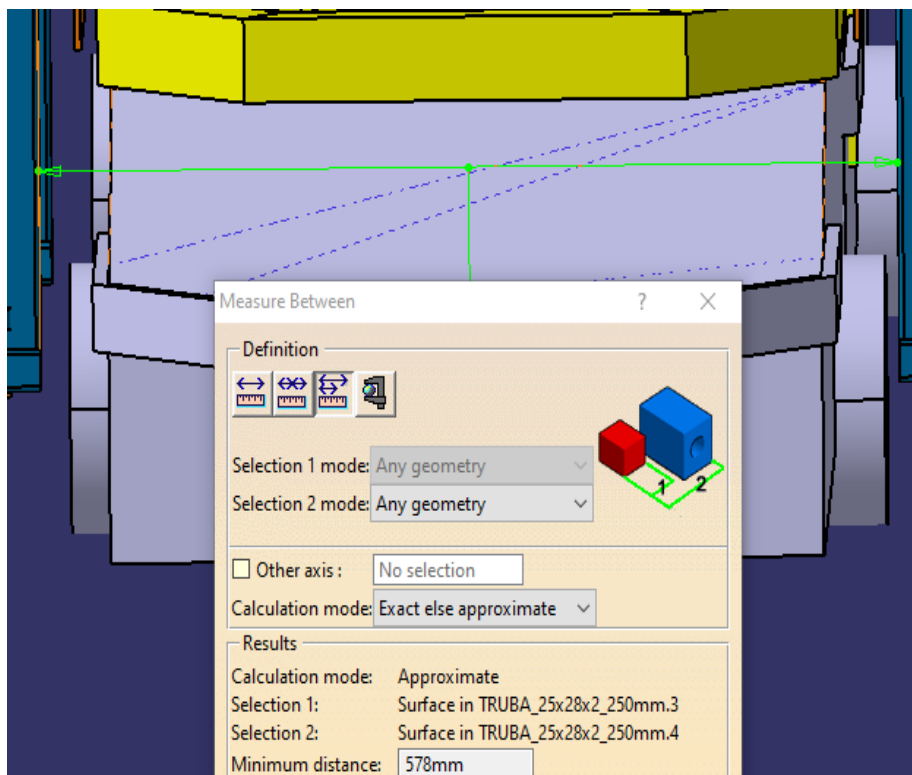 Measure Between ?
Definition
Selection 1 mode: Any geometry
Selection 2 mode: Any geometry
1 2
Other axis : No selection
Calculation mode: Exact else approximate
Results
Calculation mode: Approximate
Selection 1: Surface in TRUBA_25x28x2_250mm.3
Selection 2: Surface in TRUBA_25x28x2_250mm.4
Minimum distance: 578mm